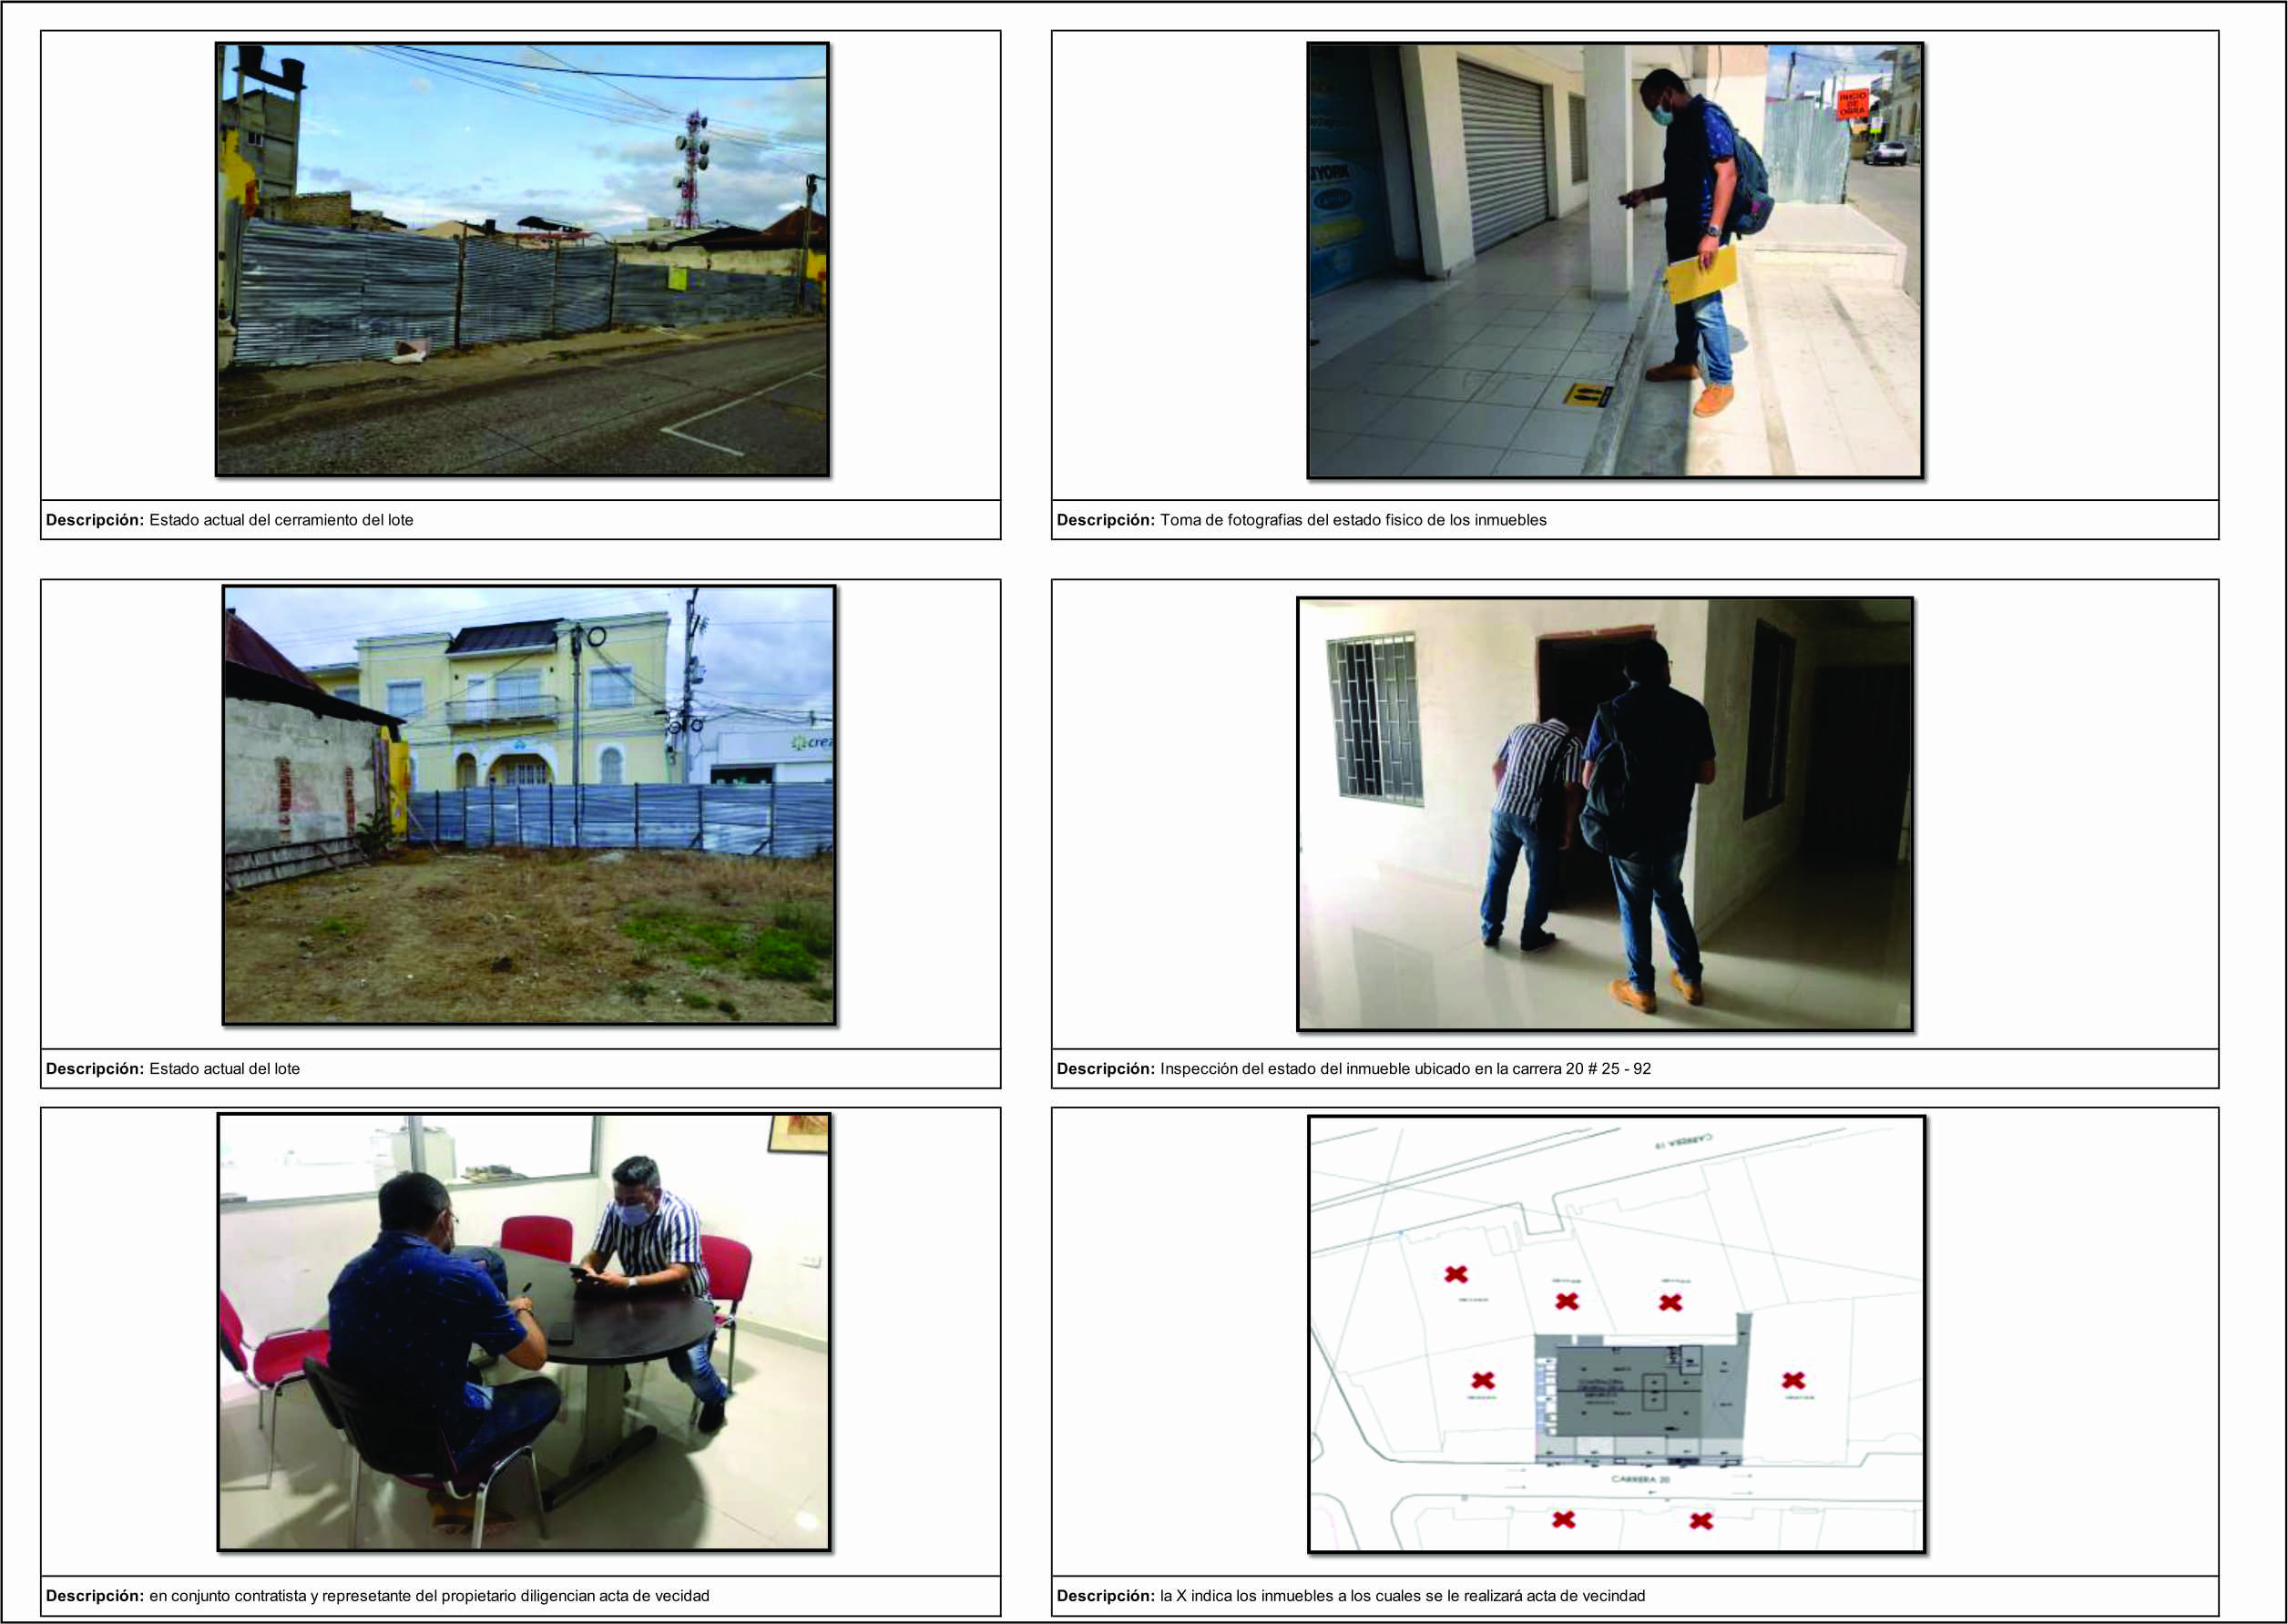 INICIO
DE
OBRA
YORK
Descripción: Estado actual del cerramiento del lote
Descripción: Toma de fotografias del estado fisico de los inmuebles
crez
Descripción: Estado actual del lote
Descripción: Inspección del estado del inmueble ubicado en la carrera 20 # 25 - 92
CARRERA 19
CARRERA 20
Descripción: en conjunto contratista y represetante del propietario diligencian acta de vecidad
Descripción: la X indica los inmuebles a los cuales se le realizará acta de vecindad